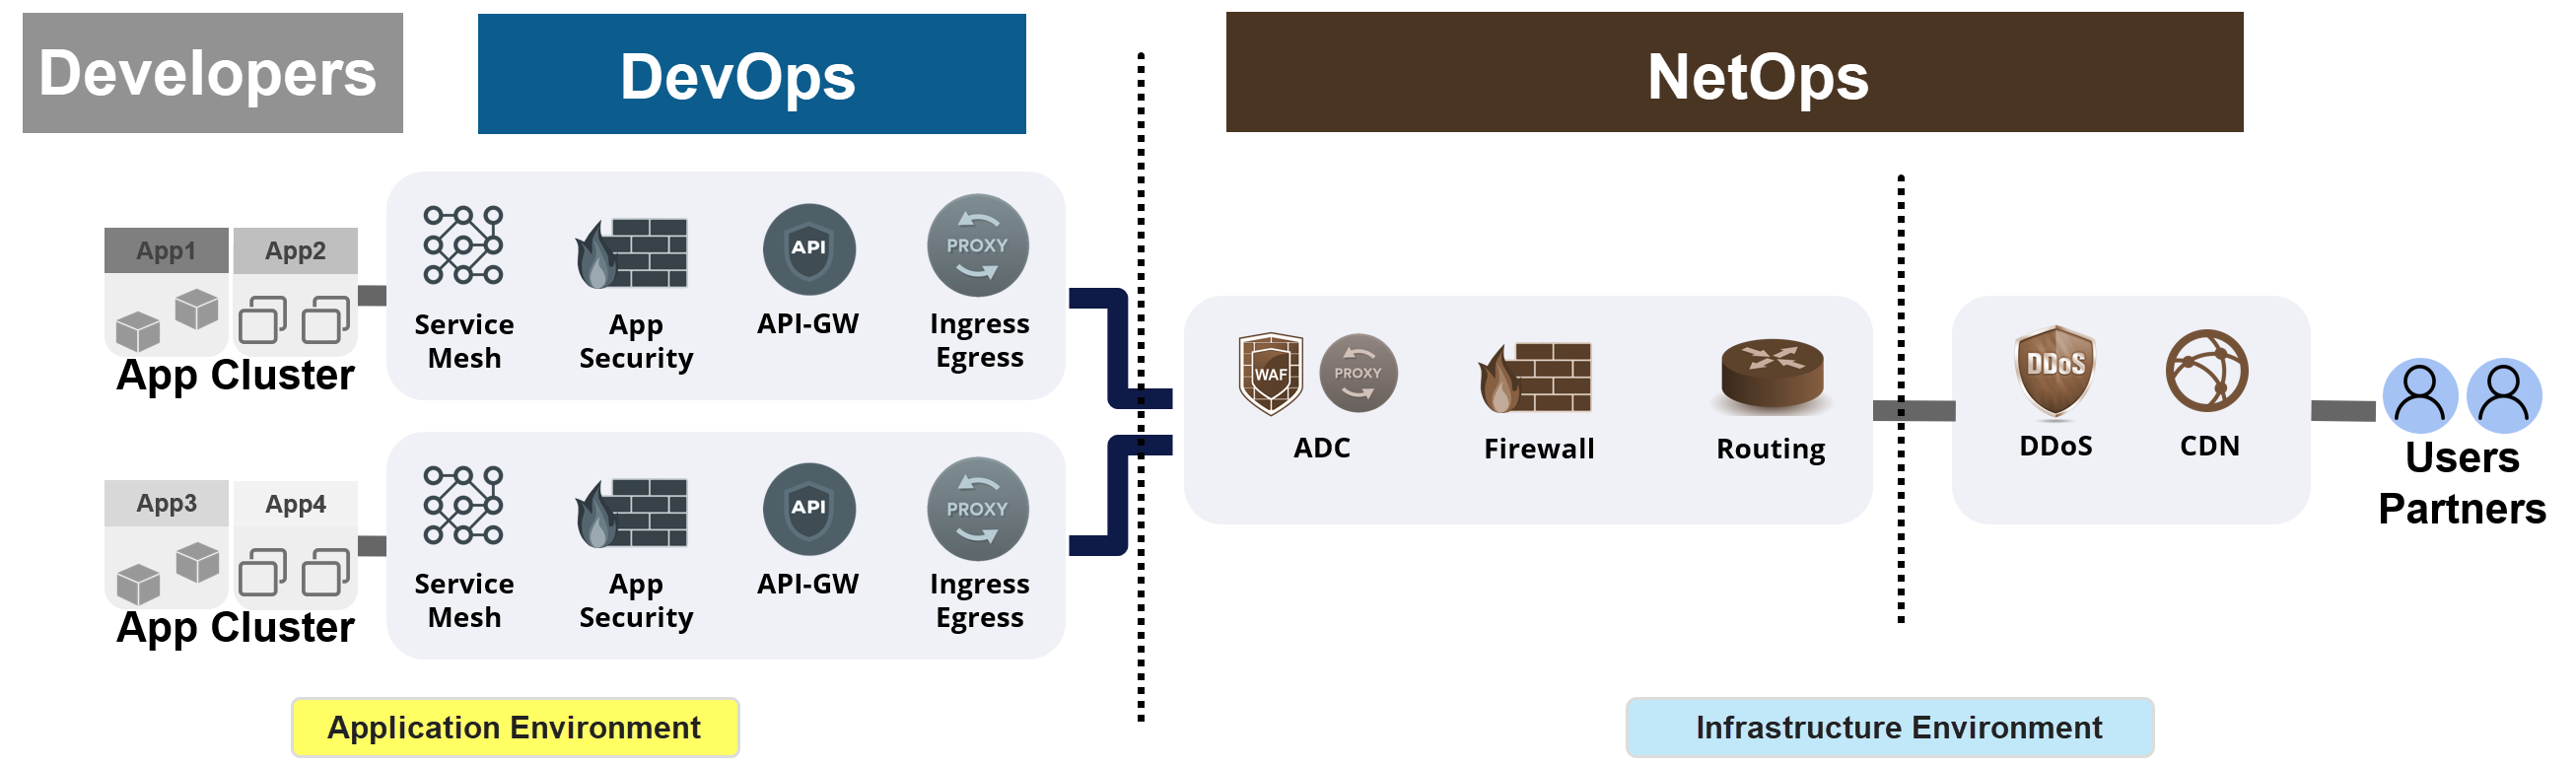 Developers
DevOps
NetOps
App1
App2
App Cluster
Service
Mesh
App
Security
API
API-GW
PROXY
Ingress
Egress
App3
App4
App Cluster
Service
Mesh
App
Security
API
API-GW
PROXY
Ingress
Egress
WAF
PROXY
ADC
Firewall
Routing
DDoS
DDoS
CDN
Users
Partners
Application Environment
Infrastructure Environment